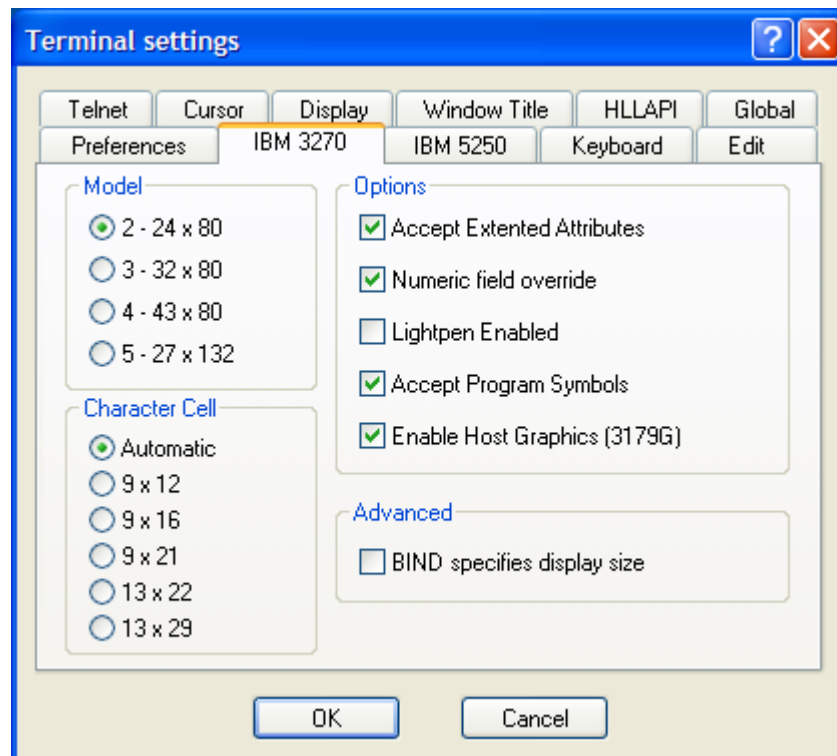 Terminal settings
Telnet Cursor Display Window Title HLLAPI Global
Preferences IBM 3270 IBM 5250 Keyboard Edit
Model
2 - 24 x 80
3 - 32 x 80
4 - 43 x 80
5 - 27 x 132
Character Cell
Automatic
9 x 12
9 x 16
9 x 21
13 x 22
13 x 29
Options
Accept Extented Attributes
Numeric field override
Lightpen Enabled
Accept Program Symbols
Enable Host Graphics (3179G)
Advanced
BIND specifies display size
OK Cancel